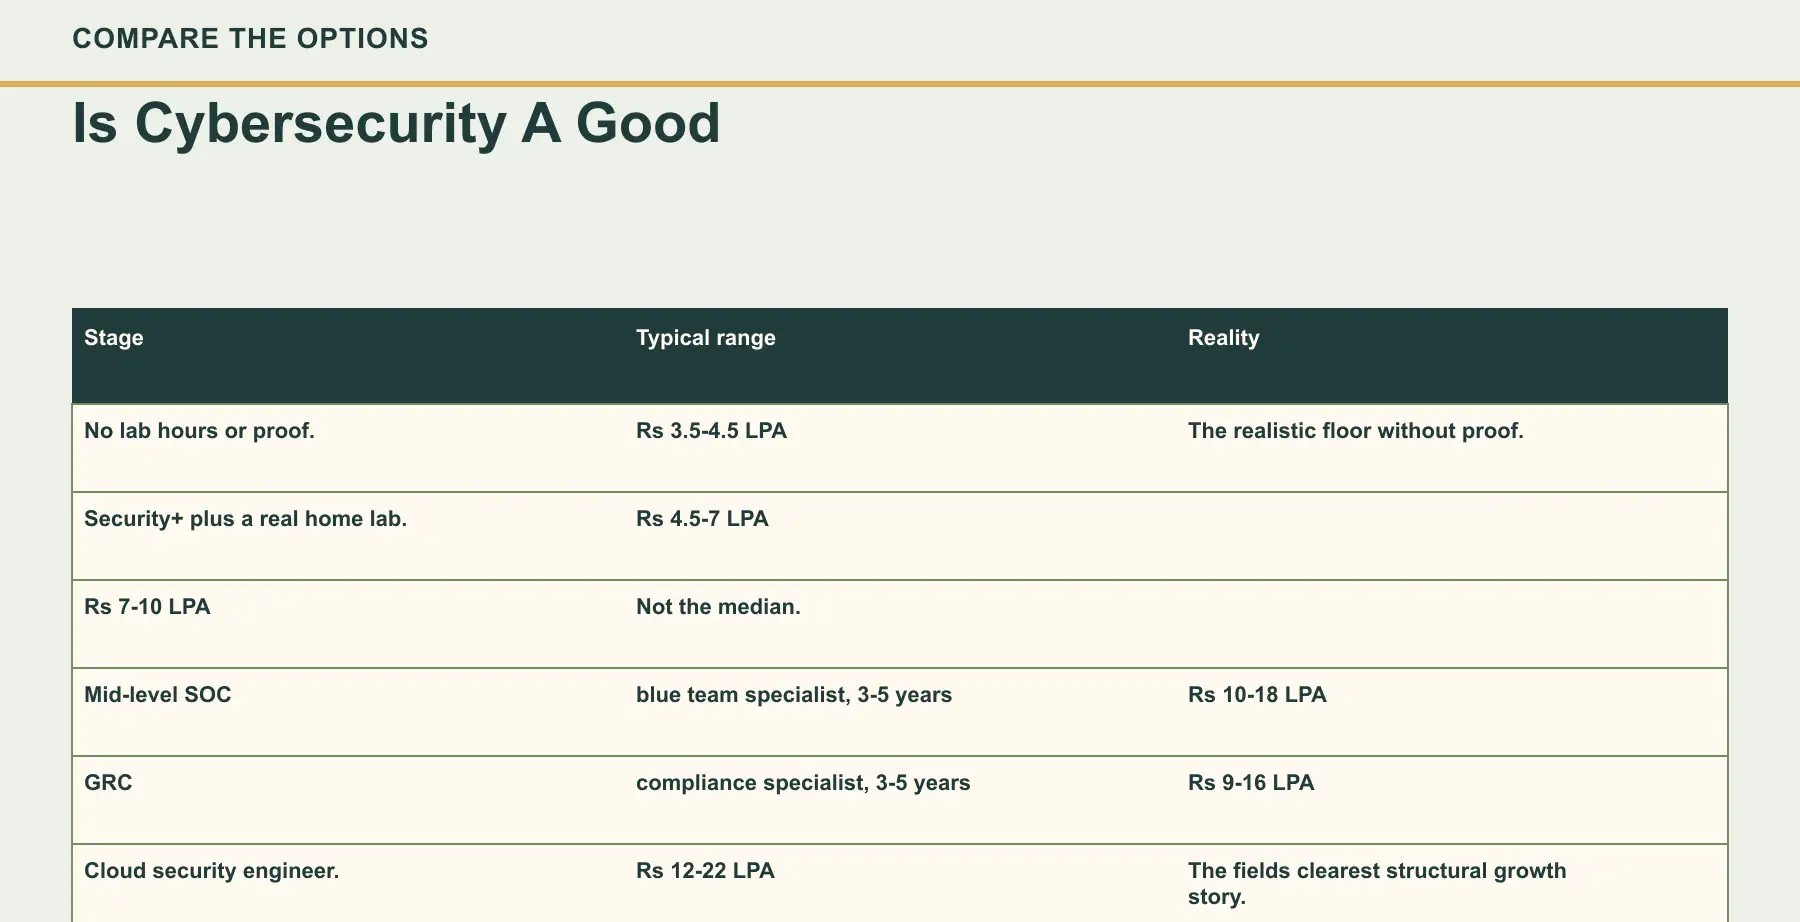 COMPARE THE OPTIONS
Is Cybersecurity A Good
Stage Typical range Reality
No lab hours or proof. Rs 3.5-4.5 LPA The realistic floor without proof.
Security+ plus a real home lab. Rs 4.5-7 LPA
Rs 7-10 LPA Not the median.
Mid-level SOC blue team specialist, 3-5 years Rs 10-18 LPA
GRC compliance specialist, 3-5 years Rs 9-16 LPA
Cloud security engineer. Rs 12-22 LPA The fields clearest structural growth
story.